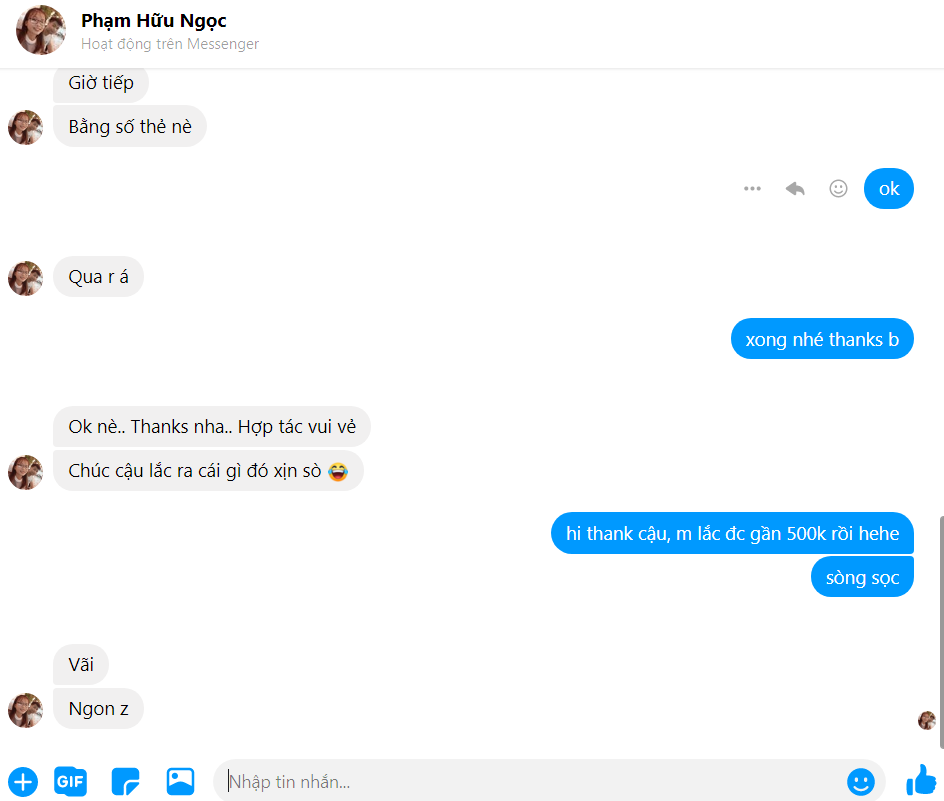 Phạm Hữu Ngọc
Hoạt động trên Messenger
Giờ tiếp
Bằng số thẻ nè
ok
Qua r á
xong nhé thanks b
Ok nè.. Thanks nha.. Hợp tác vui vẻ
Chúc cậu lắc ra cái gì đó xịn sò 😂
hi thank cậu, m lắc đc gần 500k rồi hehe
sòng sọc
Vãi
Ngon z
GIF
Nhập tin nhắn...